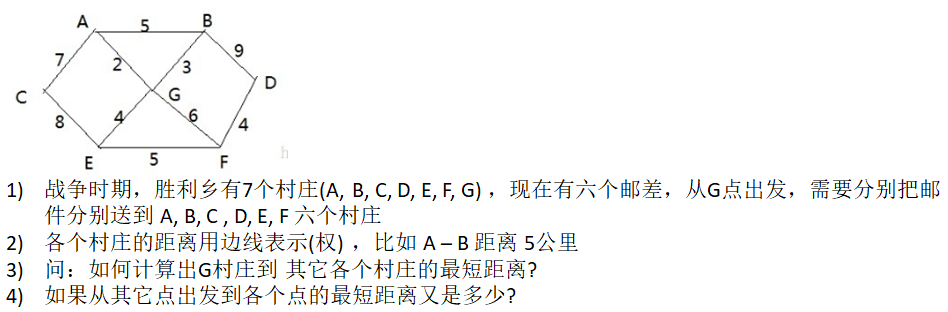 A
5
B
7
2
3
9
C
G
D
8
4
6
4
E
5
F
h
1) 战争时期，胜利乡有7个村庄(A, B, C, D, E, F, G) ，现在有六个邮差，从G点出发，需要分别把邮
件分别送到 A, B, C , D, E, F 六个村庄
2) 各个村庄的距离用边线表示(权) ，比如 A – B 距离 5公里
3) 问：如何计算出G村庄到 其它各个村庄的最短距离?
4) 如果从其它点出发到各个点的最短距离又是多少?